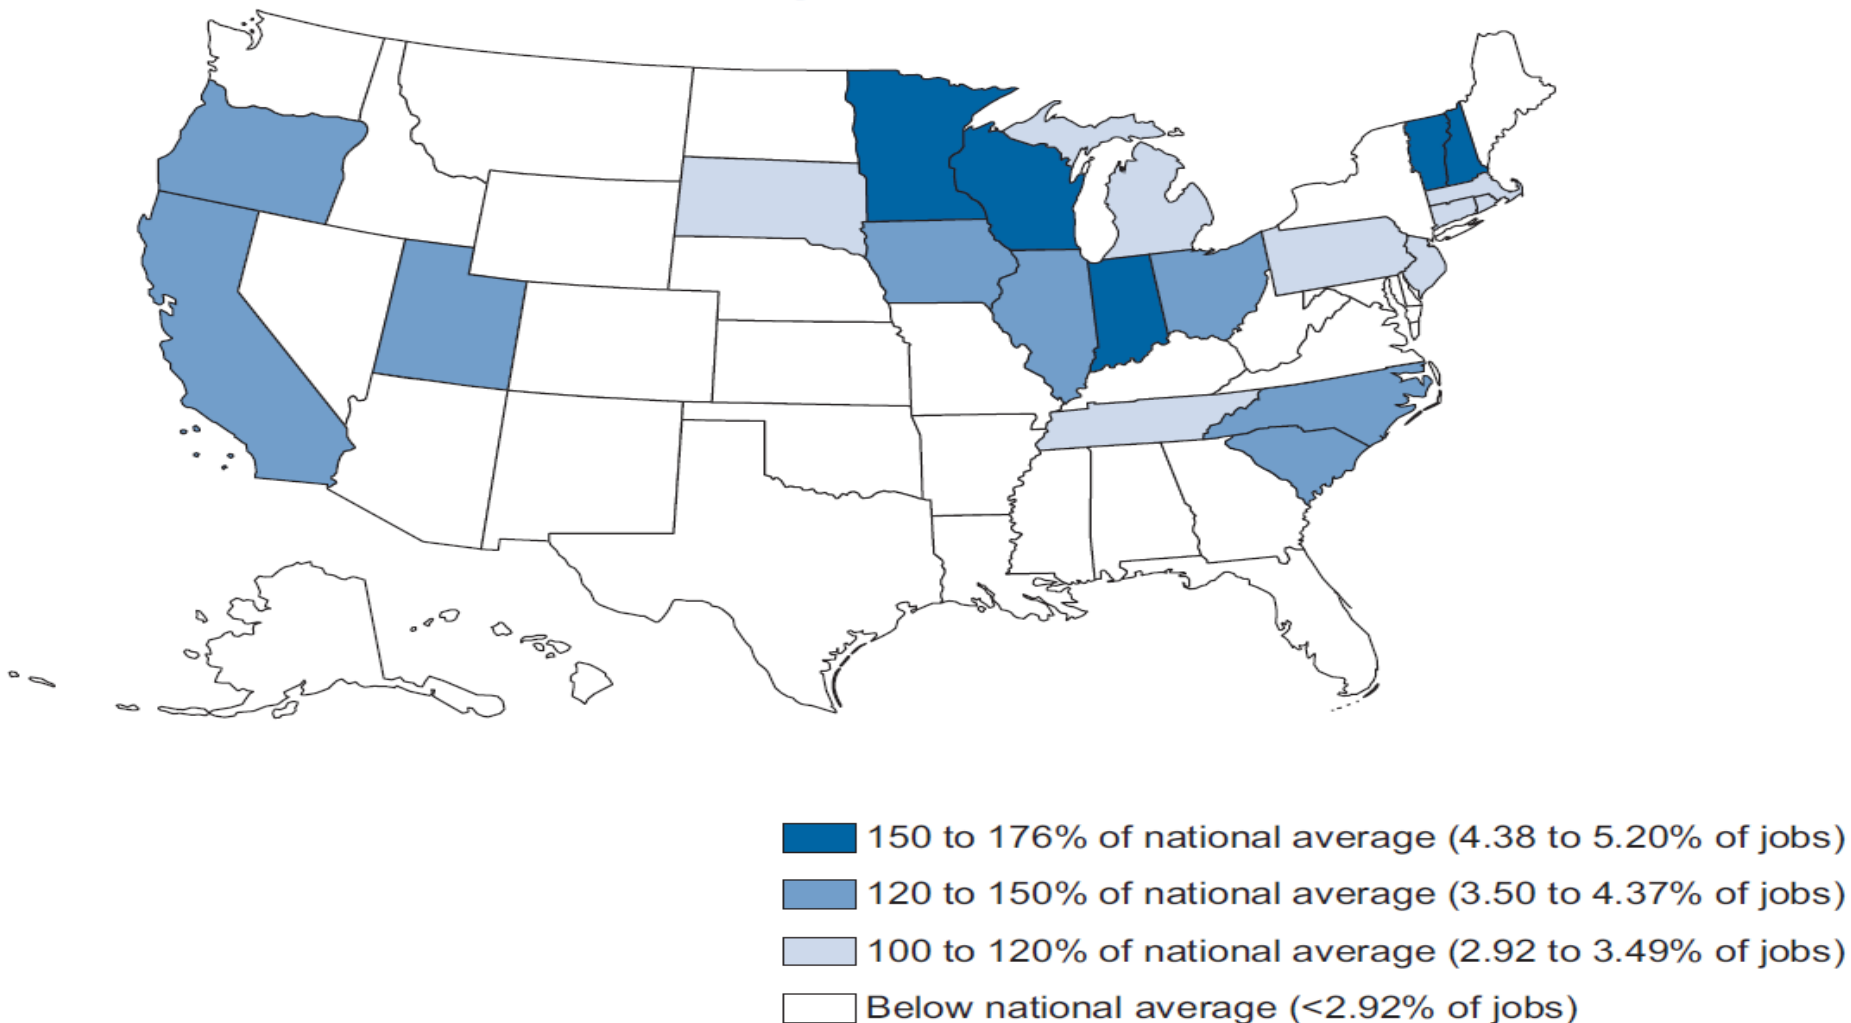 150 to 176% of national average (4.38 to 5.20% of jobs)
120 to 150% of national average (3.50 to 4.37% of jobs)
100 to 120% of national average (2.92 to 3.49% of jobs)
Below national average (<2.92% of jobs)